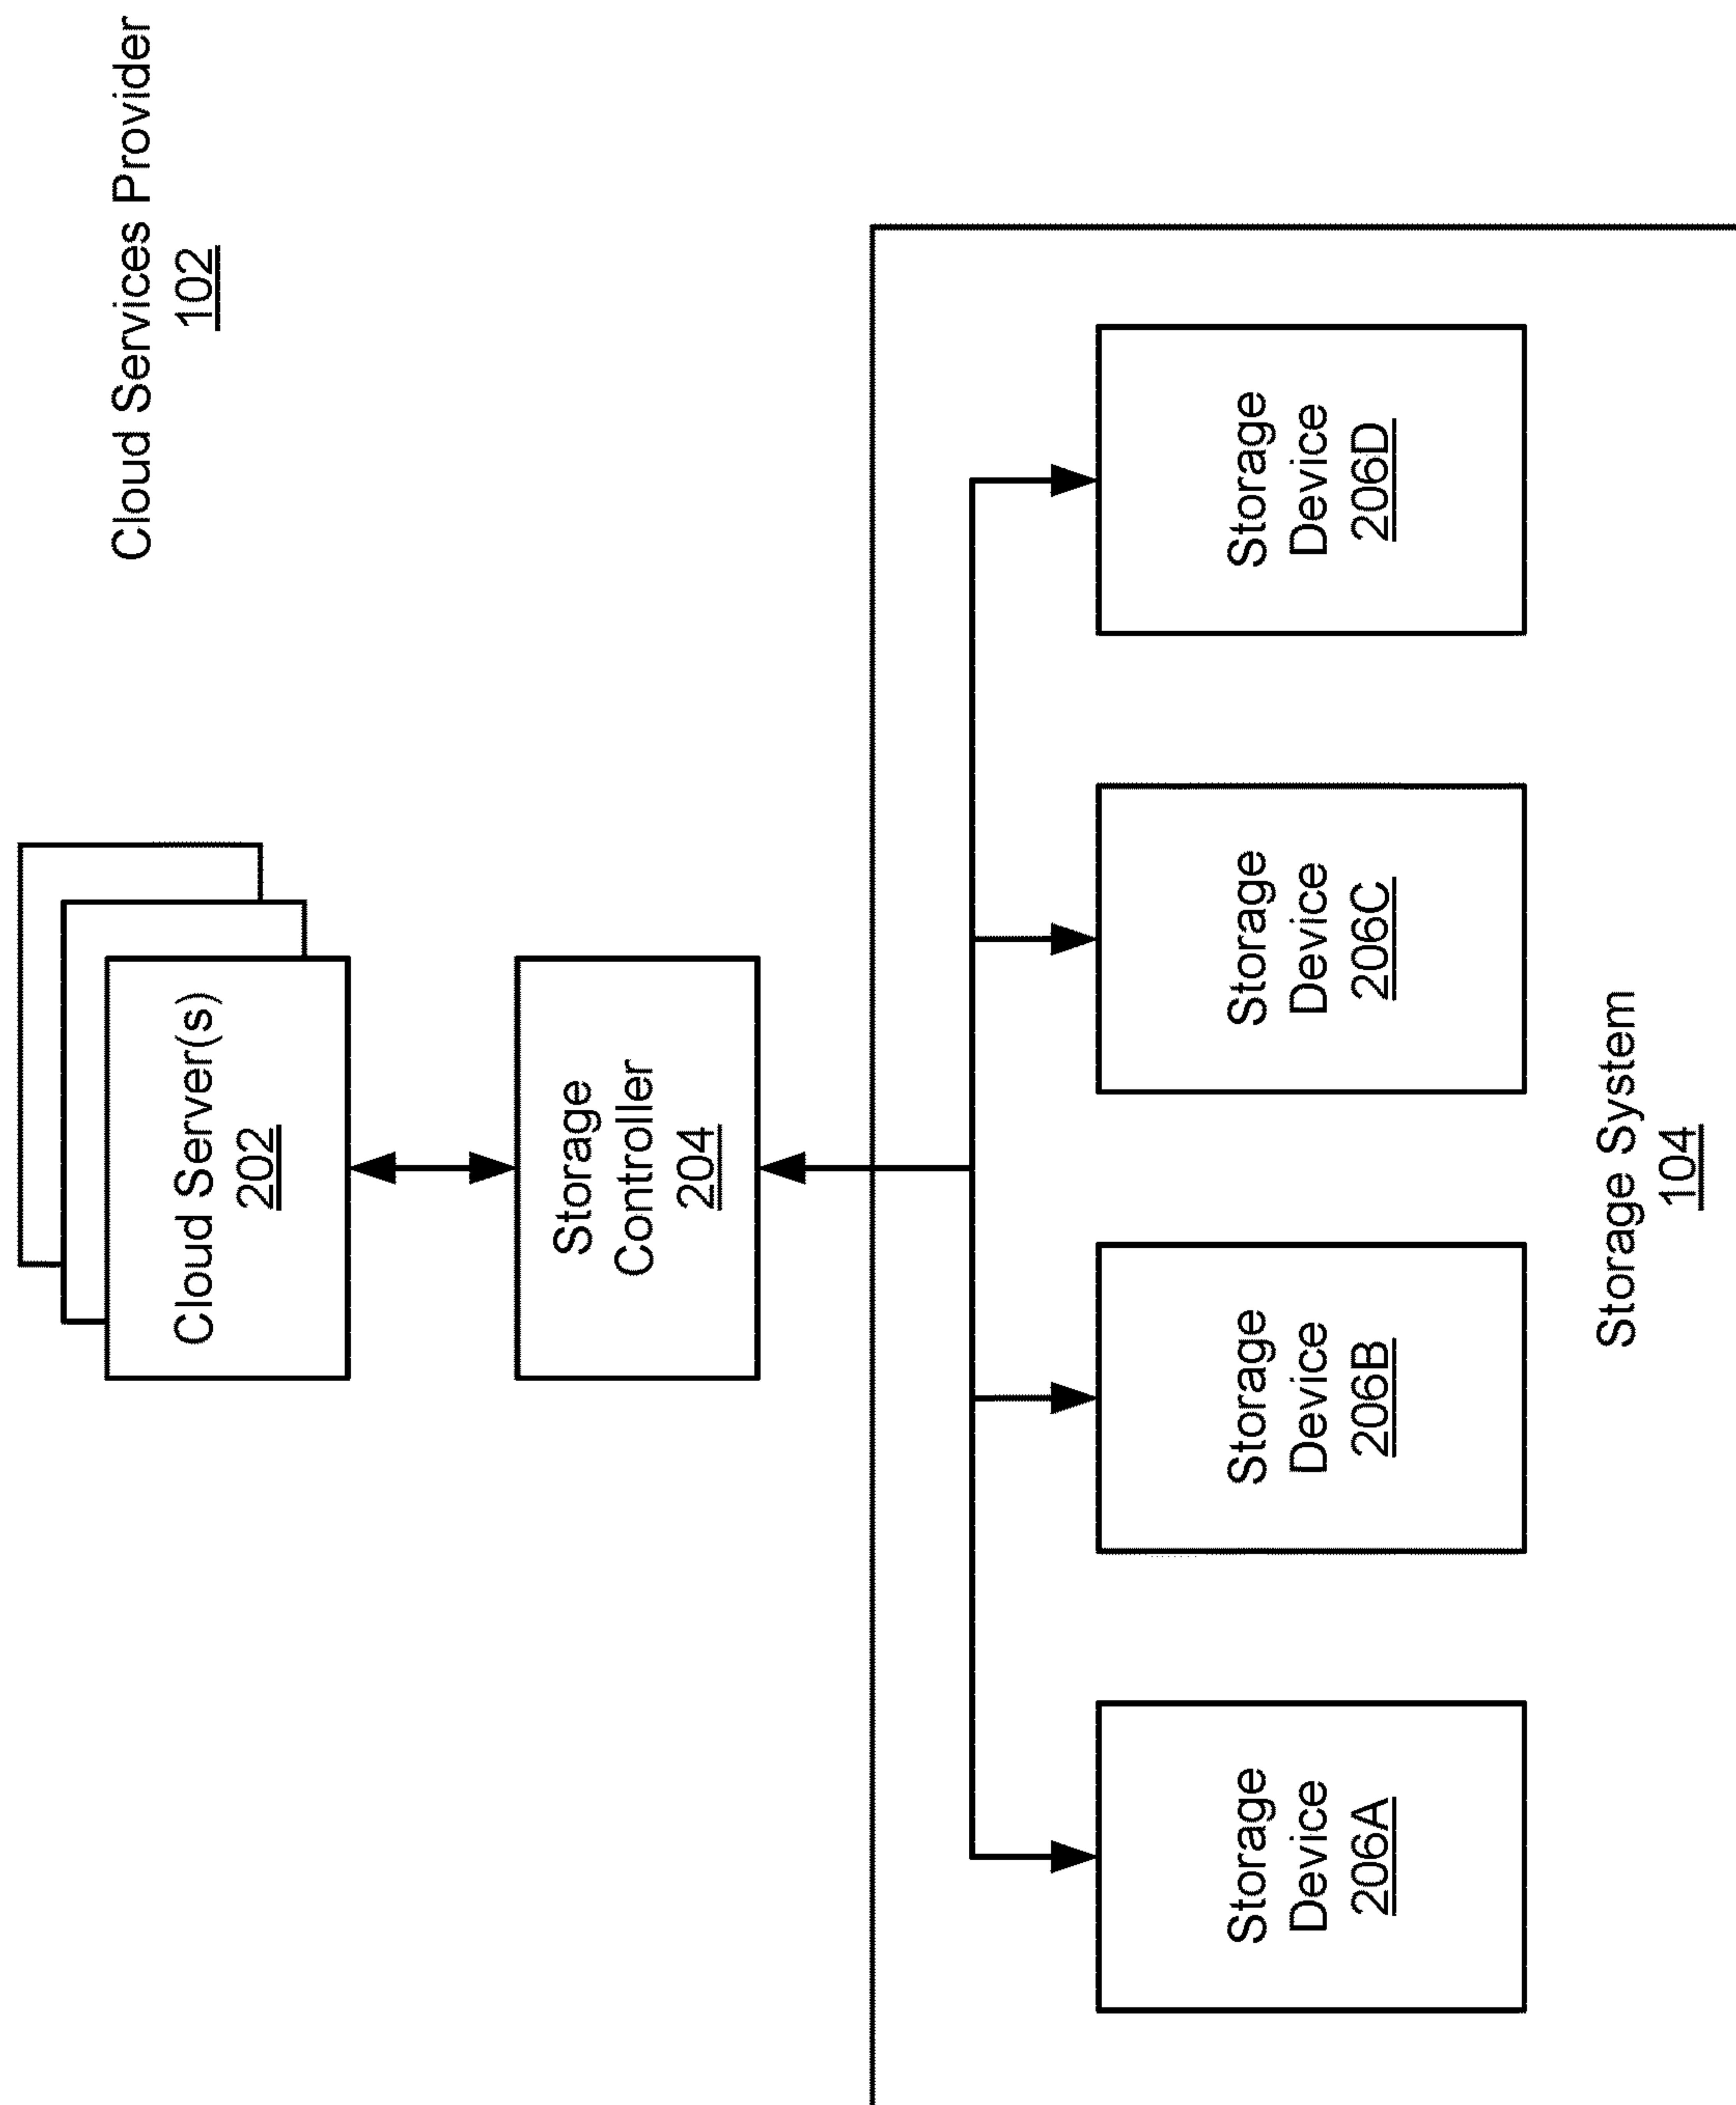 Cloud Services Provider
102
Cloud Server(s)
202
Storage
Controller
204
Storage
Device
206A
Storage
Device
206B
Storage
Device
206C
Storage
Device
206D
Storage System
104